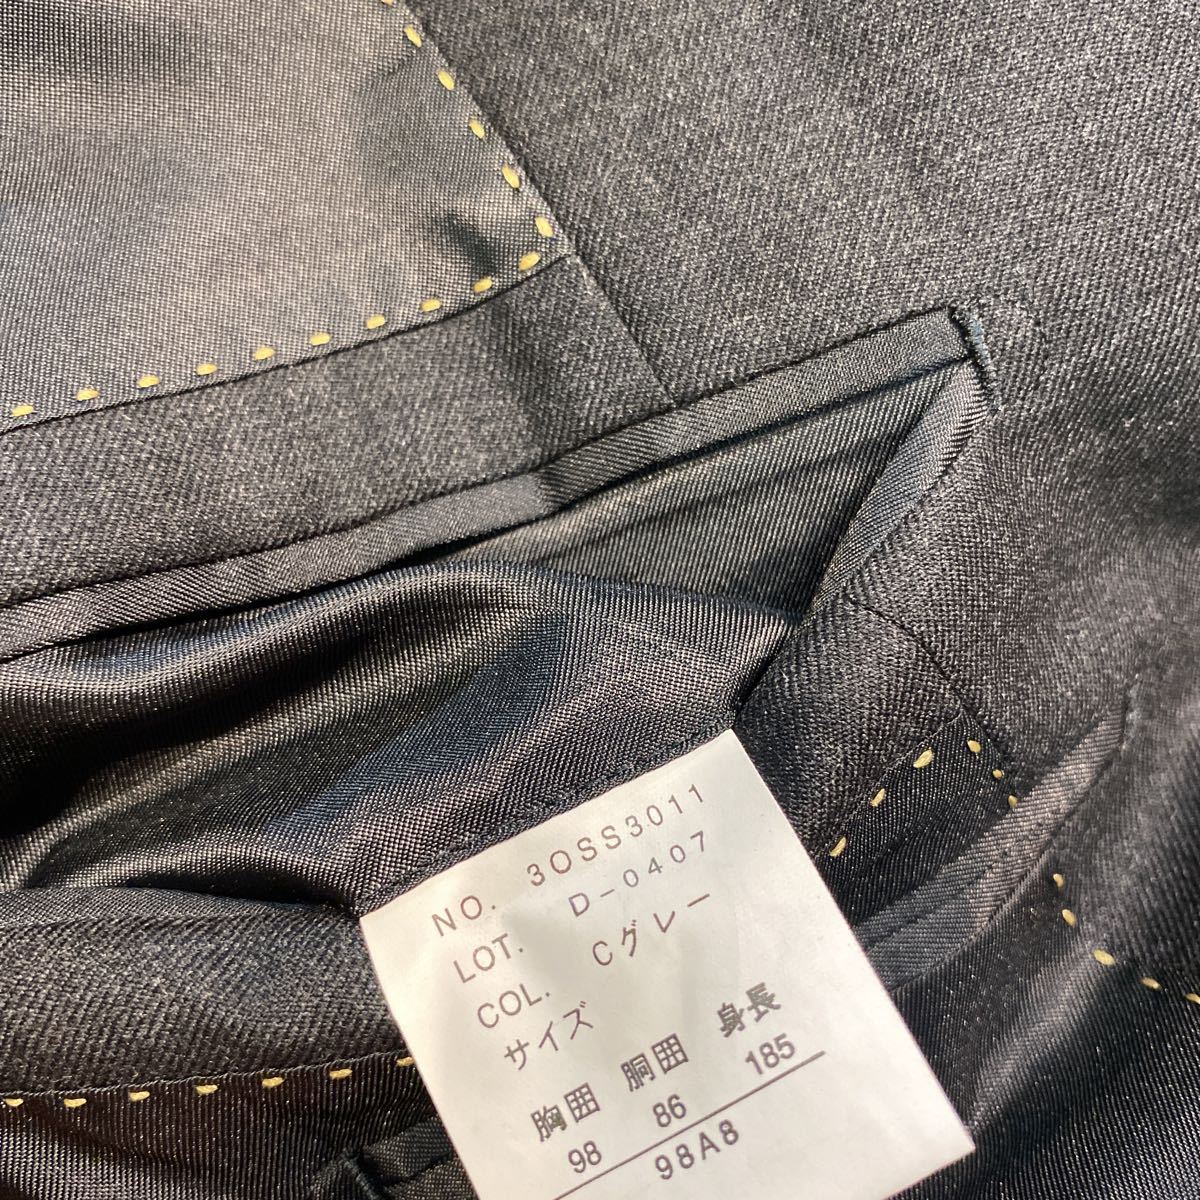 NO. 3OSS3011
LOT. D-0407
COL. Cグレー
サイズ
胸囲 胴囲 身長
98 86 185
98A8